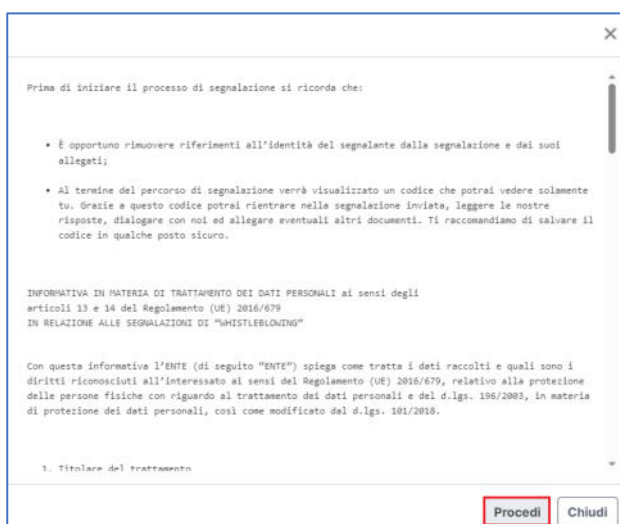 Prima di iniziare il processo di segnalazione si ricorda che:
• È opportuno rimuovere riferimenti all'identità del segnalante dalla segnalazione e dai suoi
allegati;
• Al termine del percorso di segnalazione verrà visualizzato un codice che potrai vedere solamente
tu. Grazie a questo codice potrai rientrare nella segnalazione inviata, leggere le nostre
risposte, dialogare con noi ed allegare eventuali altri documenti. Ti raccomandiamo di salvare il
codice in qualche posto sicuro.
INFORMATIVA IN MATERIA DI TRATTAMENTO DEI DATI PERSONALI ai sensi degli
articoli 13 e 14 del Regolamento (UE) 2016/679
IN RELAZIONE ALLE SEGNALAZIONI DI "WHISTLEBLOWING"
Con questa informativa l'ENTE (di seguito "ENTE") spiega come tratta i dati raccolti e quali sono i
diritti riconosciuti all'interessato ai sensi del Regolamento (UE) 2016/679, relativo alla protezione
delle persone fisiche con riguardo al trattamento dei dati personali e del d.lgs. 196/2003, in materia
di protezione dei dati personali, così come modificato dal d.lgs. 101/2018.
1. Titolare del trattamento
Procedi Chiudi